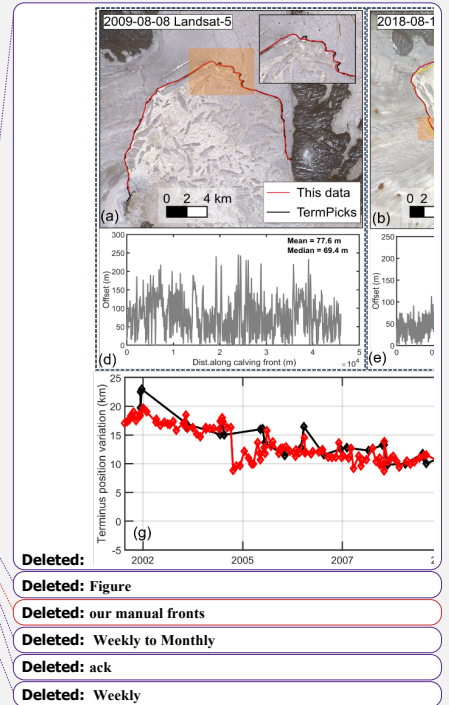 2009-08-08 Landsat-5
2018-08-1
0 2 4 km
This data
TermPicks
(a)
0 2
(b)
Mean = 77.6 m
Median = 69.4 m
300
250
200
150
100
50
0
Offset (m)
0 1 2 3 4 5
Dist.along calving front (m)
×10⁴
(d)
250
200
150
100
50
0
Offset (m)
0
(e)
25
20
15
10
5
0
-5
Terminus position variation (km)
(g)
2002 2005 2007 2
Deleted:
Deleted: Figure
Deleted: our manual fronts
Deleted: Weekly to Monthly
Deleted: ack
Deleted: Weekly